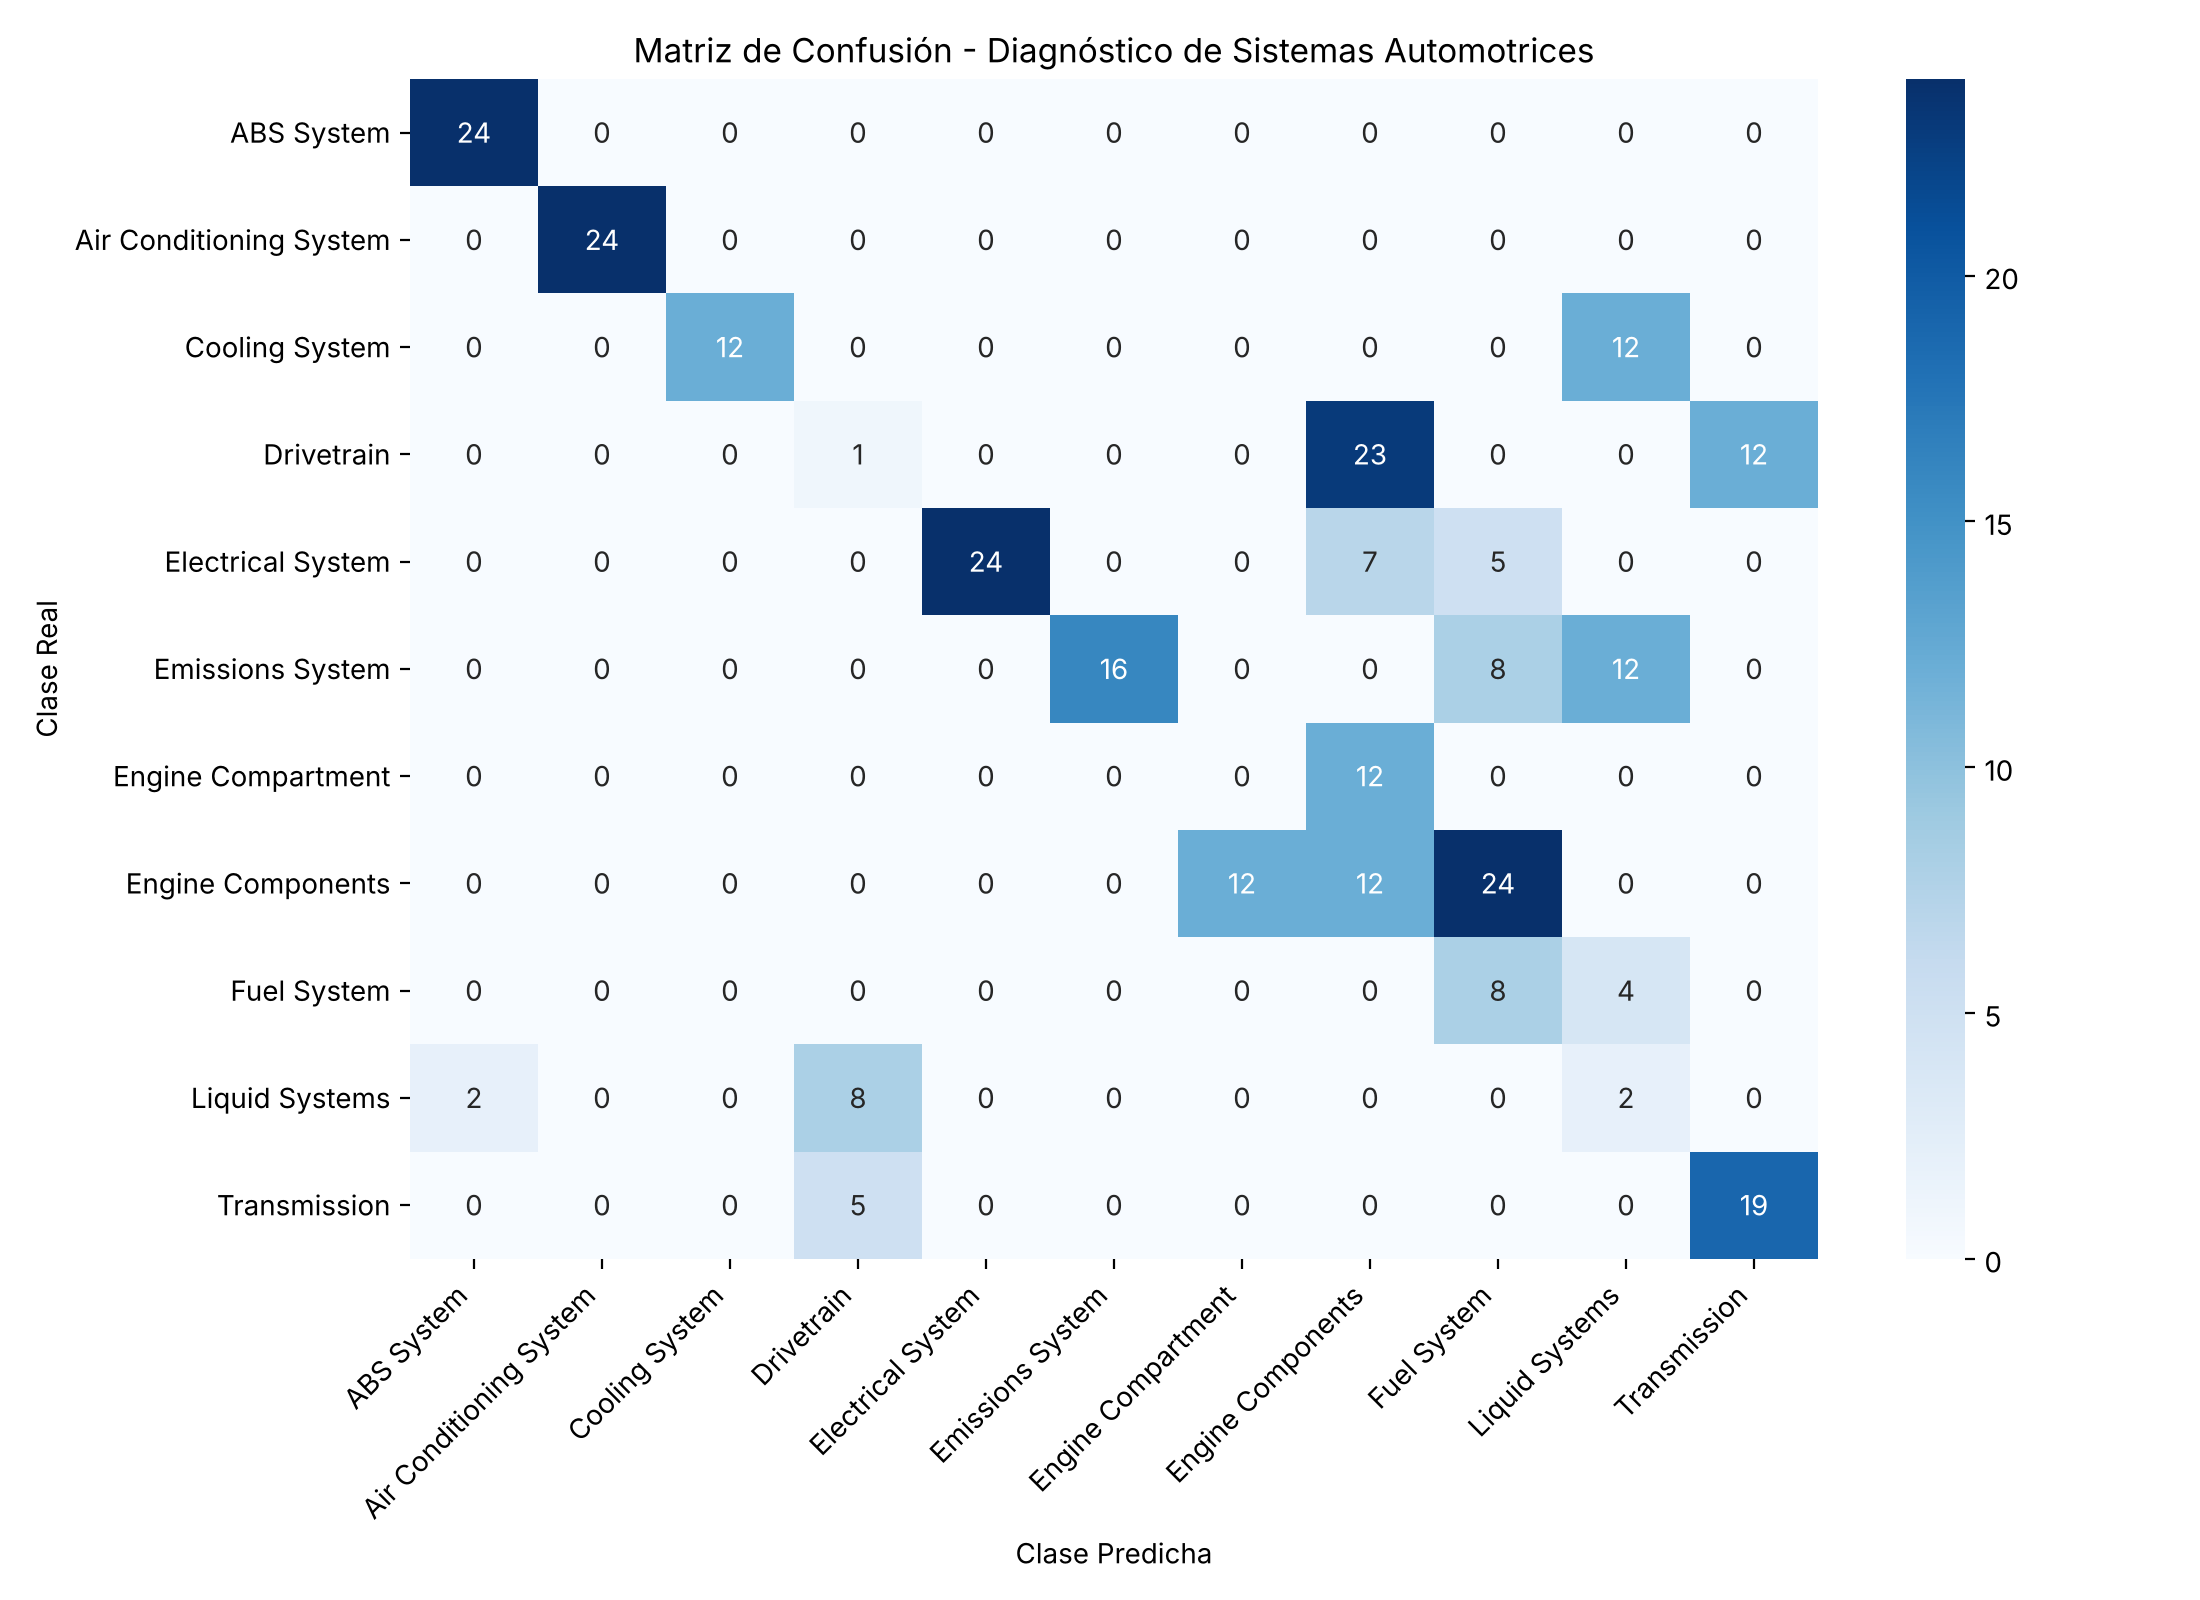 Matriz de Confusión - Diagnóstico de Sistemas Automotrices
ABS System 24 0 0 0 0 0 0 0 0 0 0
Air Conditioning System 0 24 0 0 0 0 0 0 0 0 0
Cooling System 0 0 12 0 0 0 0 0 0 12 0
Drivetrain 0 0 0 1 0 0 0 23 0 0 12
Electrical System 0 0 0 0 24 0 0 7 5 0 0
Emissions System 0 0 0 0 0 16 0 0 8 12 0
Engine Compartment 0 0 0 0 0 0 0 12 0 0 0
Engine Components 0 0 0 0 0 0 12 12 24 0 0
Fuel System 0 0 0 0 0 0 0 0 8 4 0
Liquid Systems 2 0 0 8 0 0 0 0 0 2 0
Transmission 0 0 0 5 0 0 0 0 0 0 19
Clase Real
ABS System
Air Conditioning System
Cooling System
Drivetrain
Electrical System
Emissions System
Engine Compartment
Engine Components
Fuel System
Liquid Systems
Transmission
Clase Predicha
20
15
10
5
0